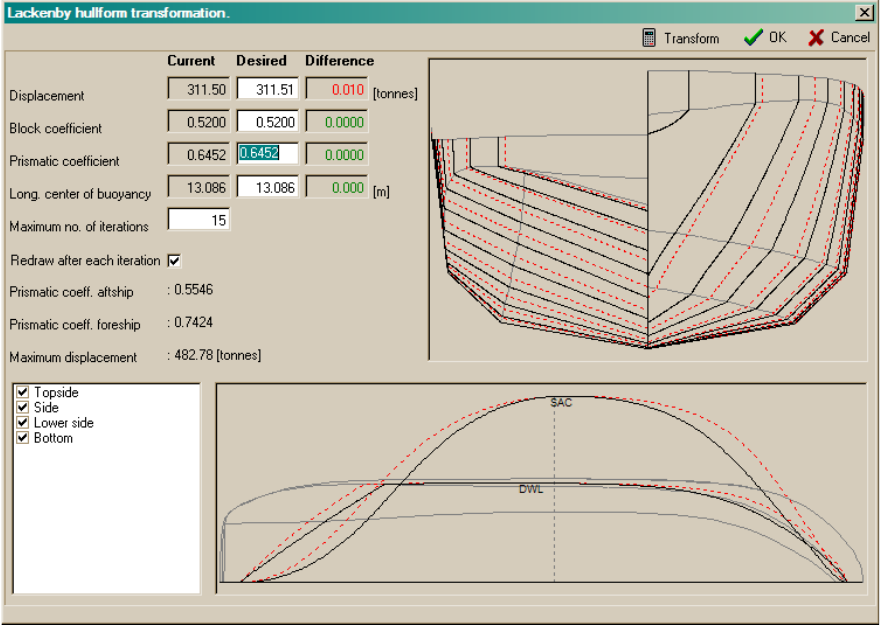 Lackenby hullform transformation.
Transform OK Cancel
Current Desired Difference
Displacement 311.50 311.51 0.010 [tonnes]
Block coefficient 0.5200 0.5200 0.0000
Prismatic coefficient 0.6452 0.6452 0.0000
Long. center of buoyancy 13.086 13.086 0.000 [m]
Maximum no. of iterations 15
Redraw after each iteration
Prismatic coeff. aftship : 0.5546
Prismatic coeff. foreship : 0.7424
Maximum displacement : 482.78 [tonnes]
Topside
Side
Lower side
Bottom
SAC
DWL